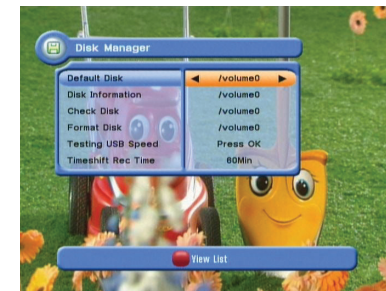 Disk Manager
Default Disk ◀ /volume0 ▶
Disk Information /volume0
Check Disk /volume0
Format Disk /volume0
Testing USB Speed Press OK
Timeshift Rec Time 60Min
View List